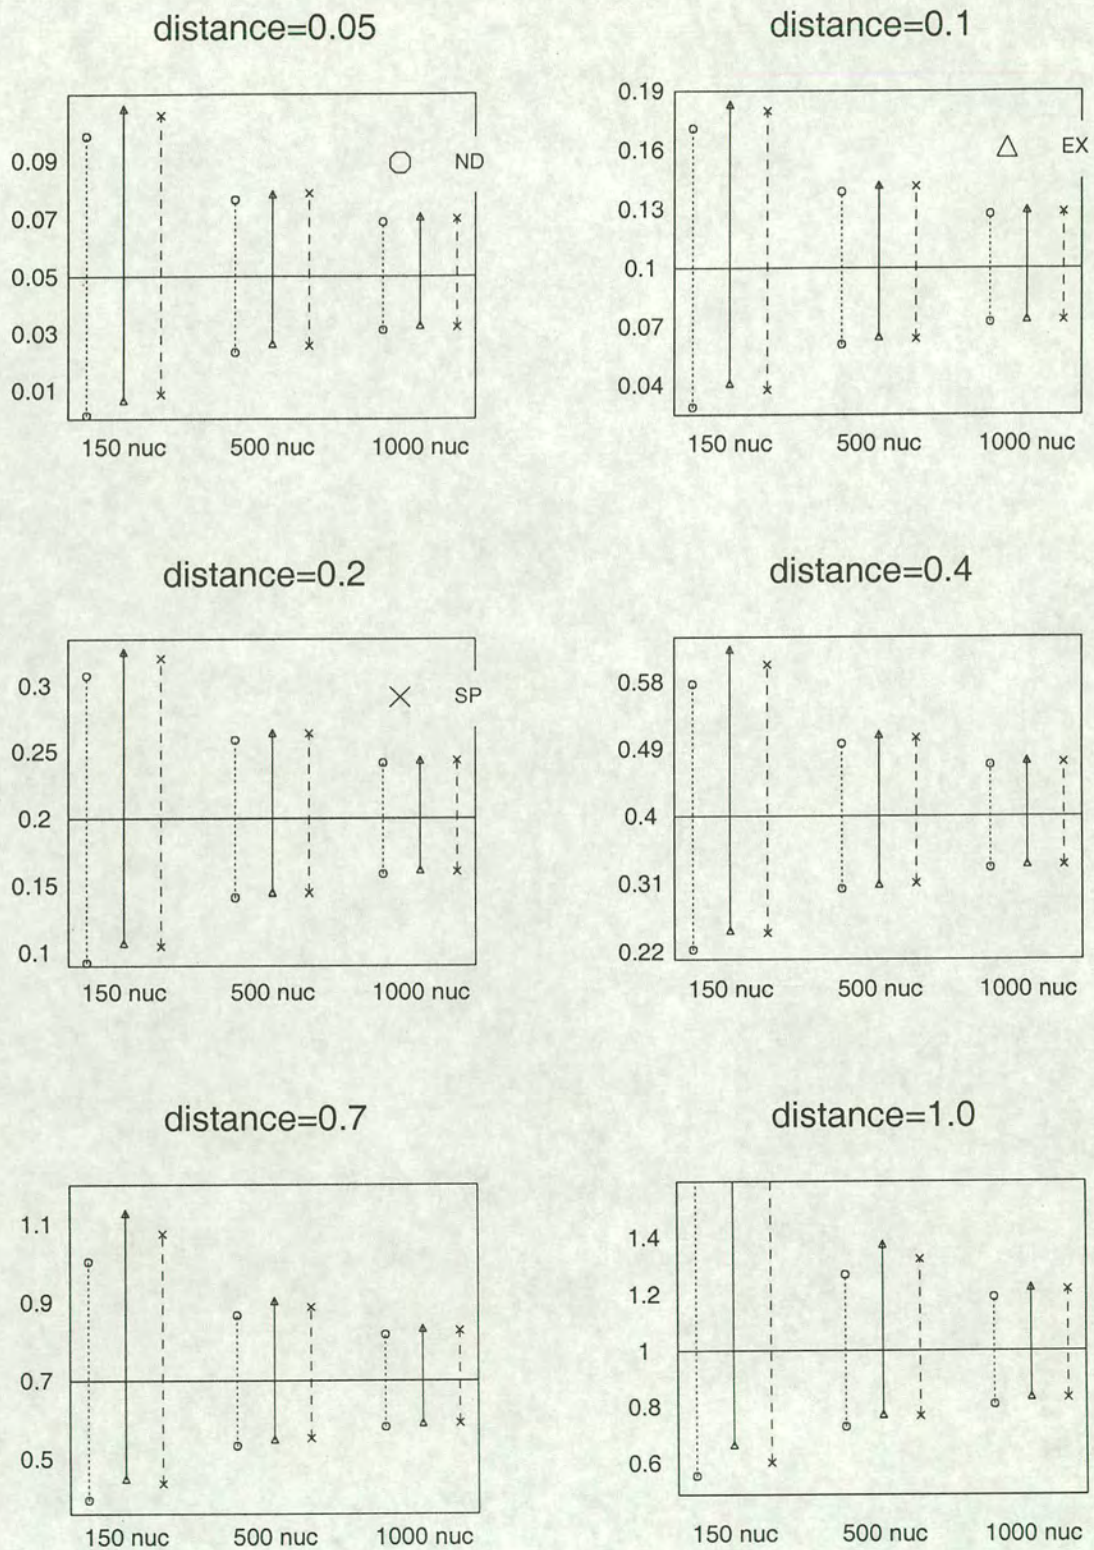 distance=0.05
0.09
0.07
0.05
0.03
0.01
ND
150 nuc 500 nuc 1000 nuc
distance=0.1
0.19
0.16
0.13
0.1
0.07
0.04
EX
150 nuc 500 nuc 1000 nuc
distance=0.2
0.3
0.25
0.2
0.15
0.1
SP
150 nuc 500 nuc 1000 nuc
distance=0.4
0.58
0.49
0.4
0.31
0.22
150 nuc 500 nuc 1000 nuc
distance=0.7
1.1
0.9
0.7
0.5
150 nuc 500 nuc 1000 nuc
distance=1.0
1.4
1.2
1
0.8
0.6
150 nuc 500 nuc 1000 nuc